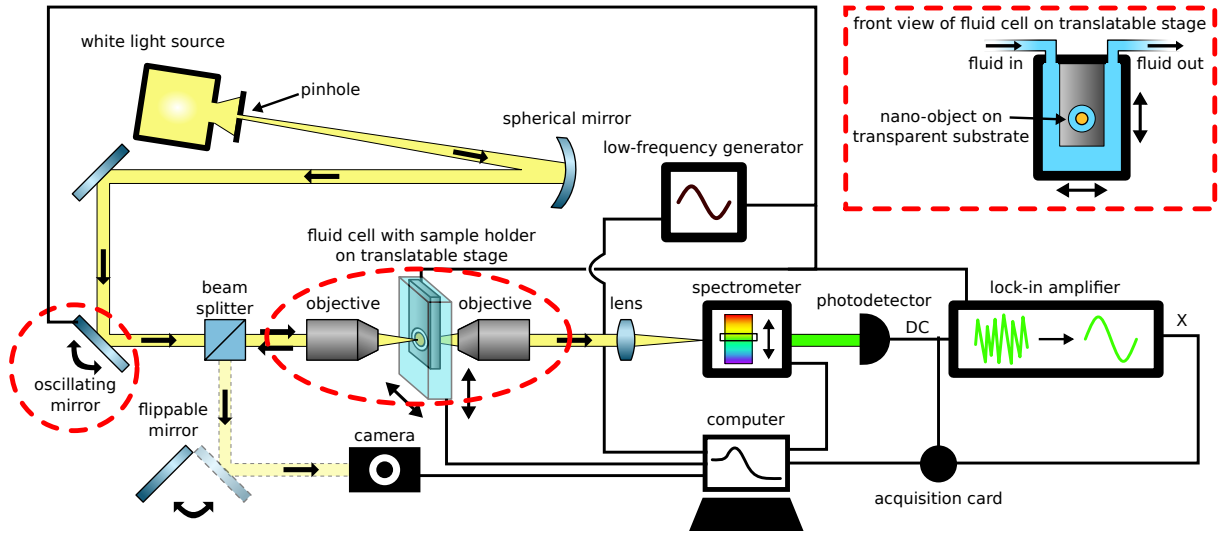 white light source
pinhole
spherical mirror
front view of fluid cell on translatable stage
fluid in
fluid out
nano-object on
transparent substrate
low-frequency generator
fluid cell with sample holder
on translatable stage
beam
splitter
objective
objective
lens
spectrometer
photodetector
lock-in amplifier
DC
X
oscillating
mirror
flippable
mirror
camera
computer
acquisition card